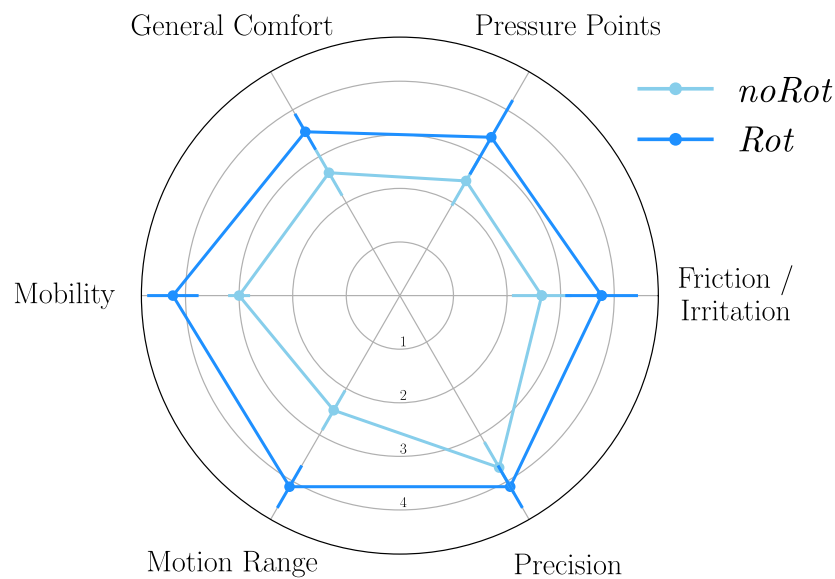 General Comfort
Pressure Points
noRot
Rot
Mobility
Friction /
Irritation
1
2
3
4
Motion Range
Precision